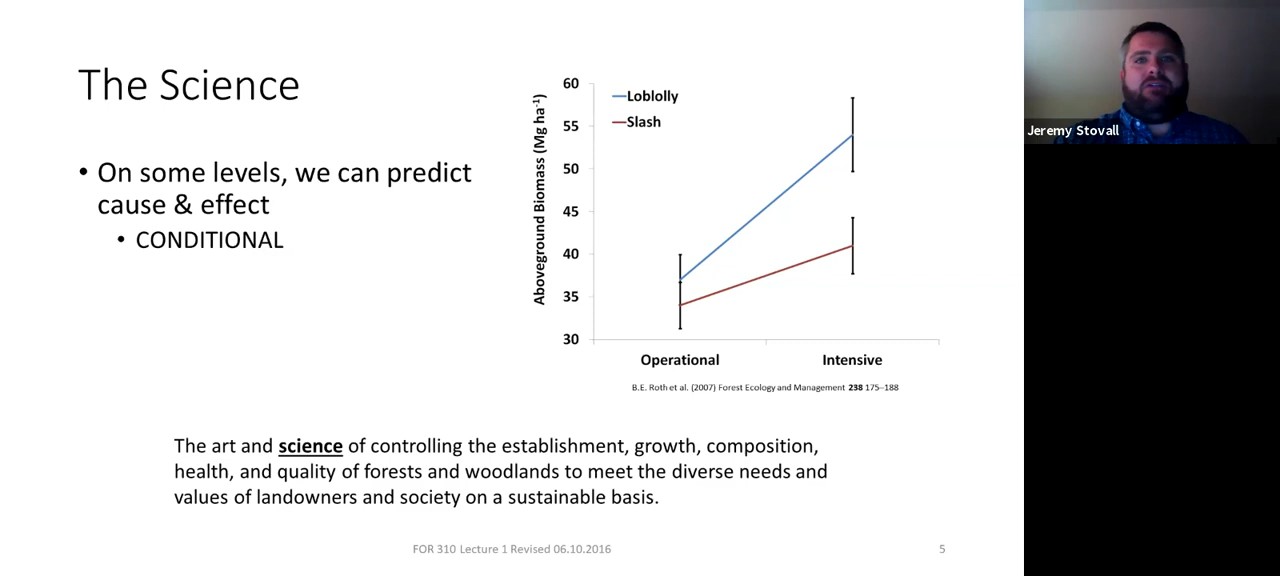 The Science
• On some levels, we can predict
cause & effect
• CONDITIONAL
Aboveground Biomass (Mg ha-1)
60
55
50
45
40
35
30
Loblolly
Slash
Operational
Intensive
B.E. Roth et al. (2007) Forest Ecology and Management 238 175–188
The art and science of controlling the establishment, growth, composition,
health, and quality of forests and woodlands to meet the diverse needs and
values of landowners and society on a sustainable basis.
FOR 310 Lecture 1 Revised 06.10.2016
5
Jeremy Stovall